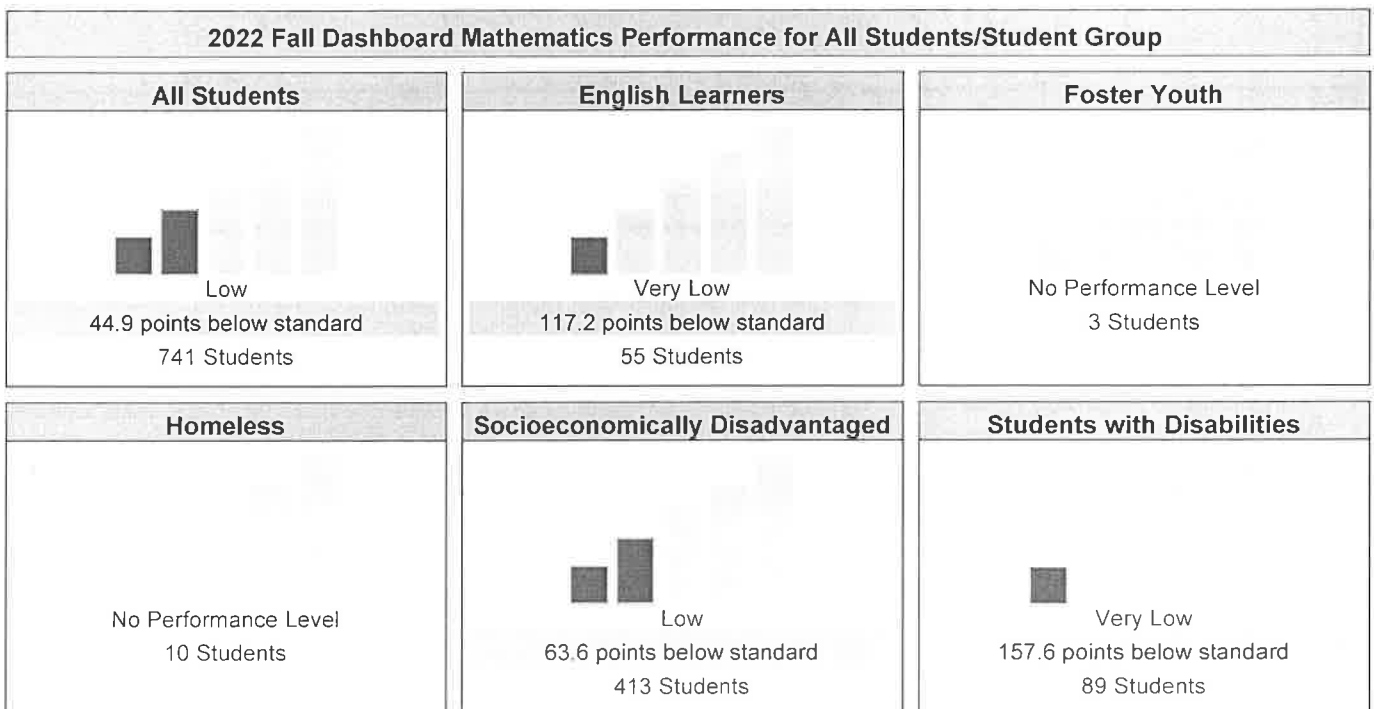 2022 Fall Dashboard Mathematics Performance for All Students/Student Group
All Students
Low
44.9 points below standard
741 Students
English Learners
Very Low
117.2 points below standard
55 Students
Foster Youth
No Performance Level
3 Students
Homeless
No Performance Level
10 Students
Socioeconomically Disadvantaged
Low
63.6 points below standard
413 Students
Students with Disabilities
Very Low
157.6 points below standard
89 Students